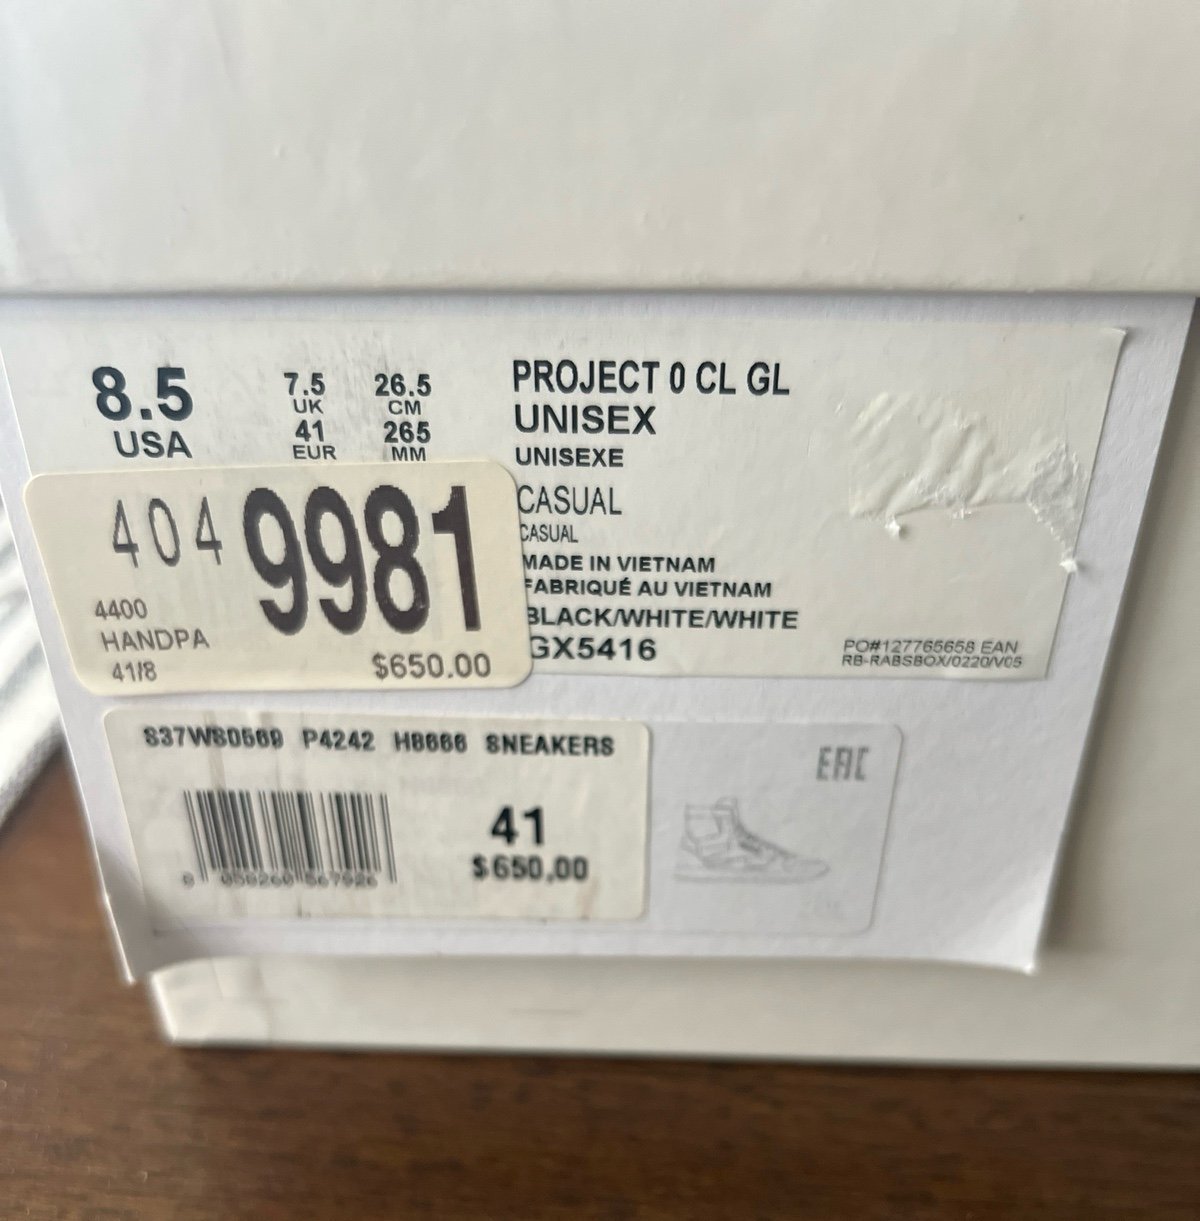 8.5
USA
7.5
UK
41
EUR
26.5
CM
265
MM
PROJECT 0 CL GL
UNISEX
UNISEXE
CASUAL
CASUAL
MADE IN VIETNAM
FABRIQUÉ AU VIETNAM
BLACK/WHITE/WHITE
GX5416
PO#127765658 EAN
RB-RABSBOX/0220/V05
404 9981
4400
HANDPA
41/8
$650.00
S37WS0569 P4242 H8666 SNEAKERS
41
$650,00
EAC